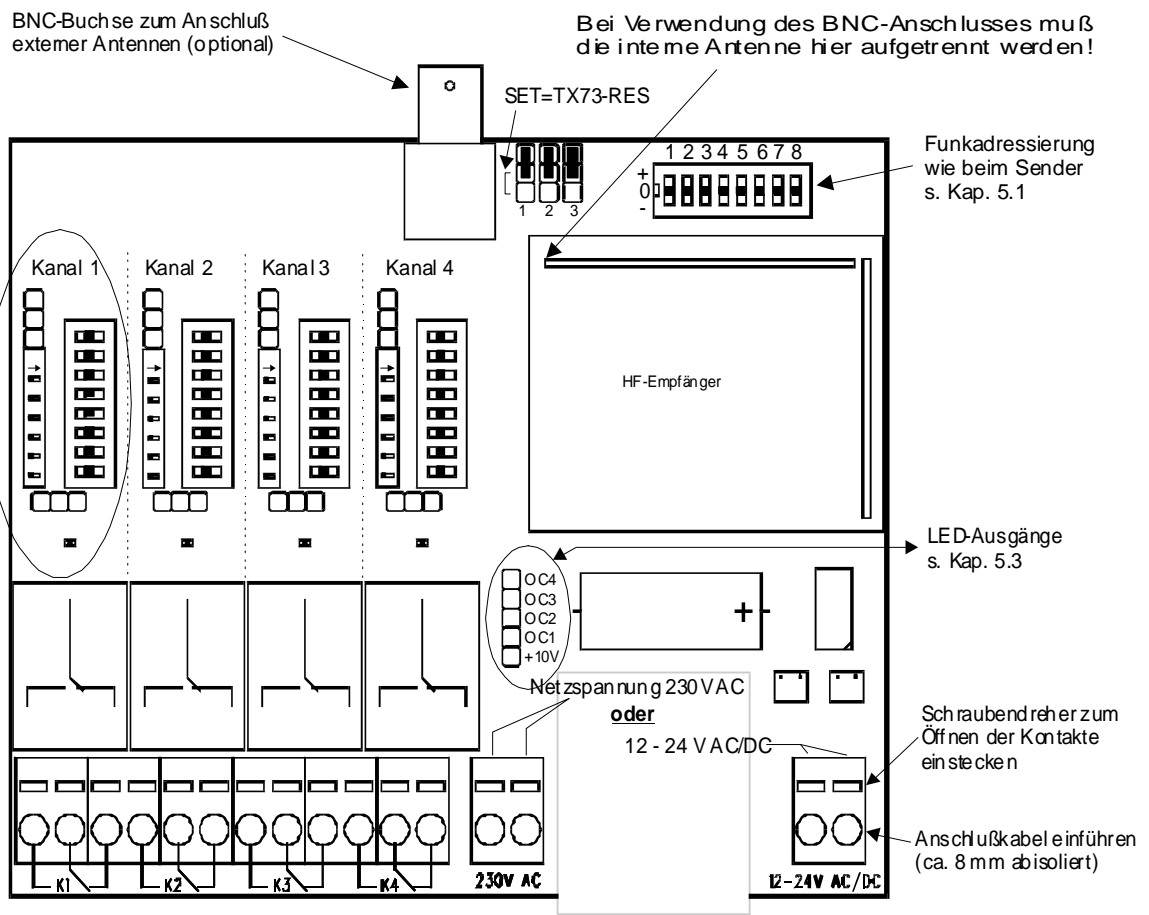 BNC-Buchse zum Anschluß
externer Antennen (optional)
Bei Verwendung des BNC-Anschlusses muß
die interne Antenne hier aufgetrennt werden!
SET=TX73-RES
1 2 3
1 2 3 4 5 6 7 8
+
0
-
Funkadressierung
wie beim Sender
s. Kap. 5.1
Kanal 1
Kanal 2
Kanal 3
Kanal 4
HF-Empfänger
LED-Ausgänge
s. Kap. 5.3
OC4
OC3
OC2
OC1
+10V
+
Netzspannung 230 VAC
oder
12 - 24 V AC/DC
Schraubendreher zum
Öffnen der Kontakte
einstecken
Anschlußkabel einführen
(ca. 8 mm abisoliert)
K1 K2 K3 K4
230V AC
12-24V AC/DC